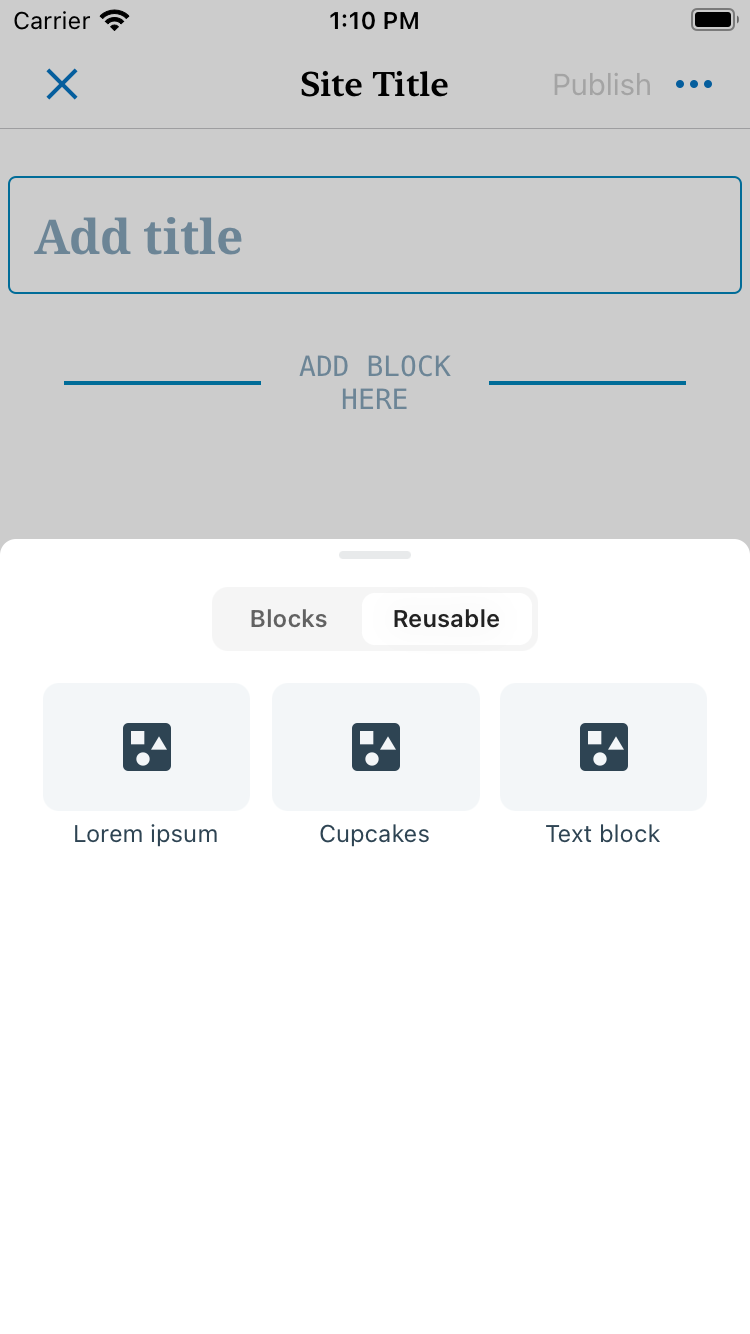 Carrier 1:10 PM
Site Title Publish
Add title
ADD BLOCK
HERE
Blocks Reusable
Lorem ipsum Cupcakes Text block